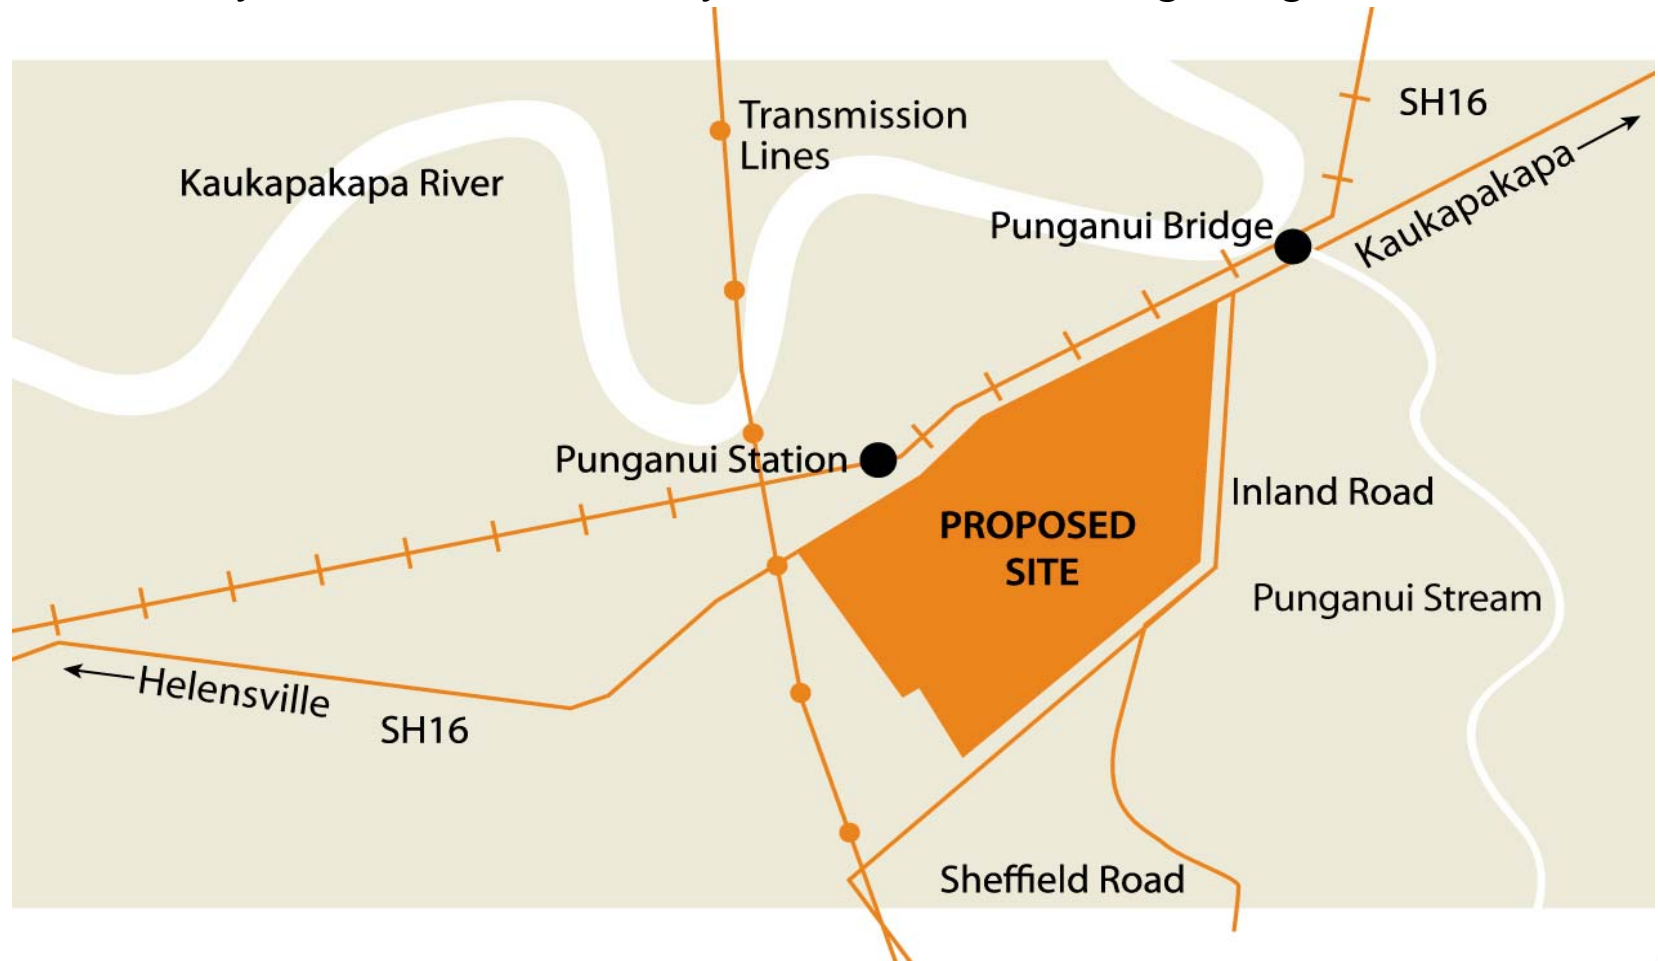 SH16
Transmission
Lines
Kaukapakapa
Kaukapakapa River
Punganui Bridge
Punganui Station
Inland Road
PROPOSED
SITE
Punganui Stream
Helensville
SH16
Sheffield Road